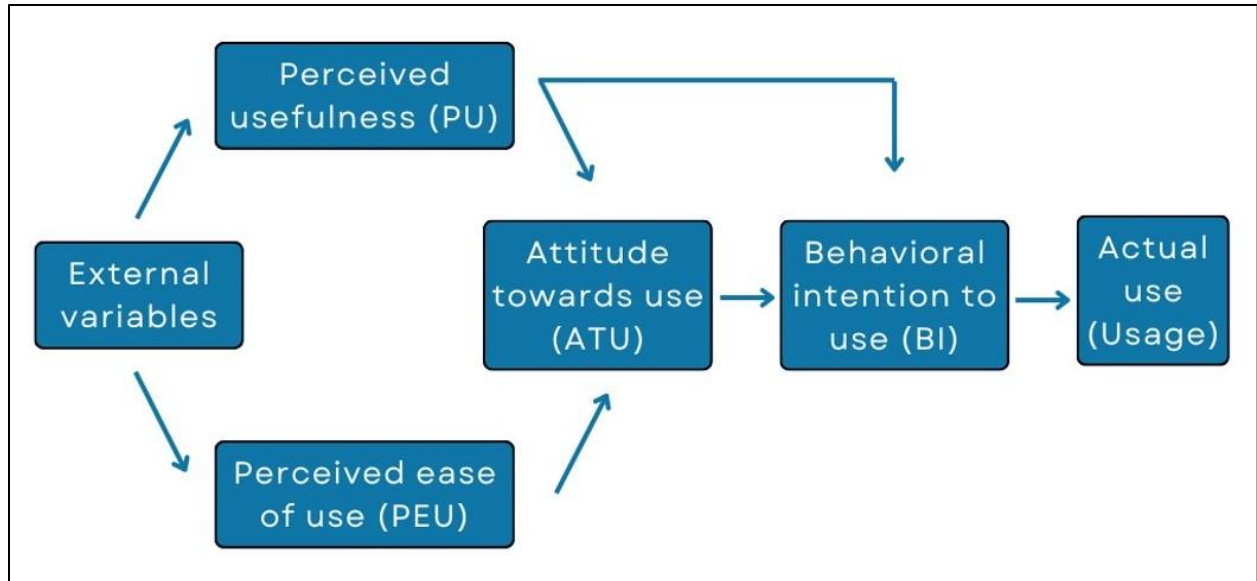 Perceived
usefulness (PU)
External
variables
Attitude
towards use
(ATU)
Behavioral
intention to
use (BI)
Actual
use
(Usage)
Perceived ease
of use (PEU)